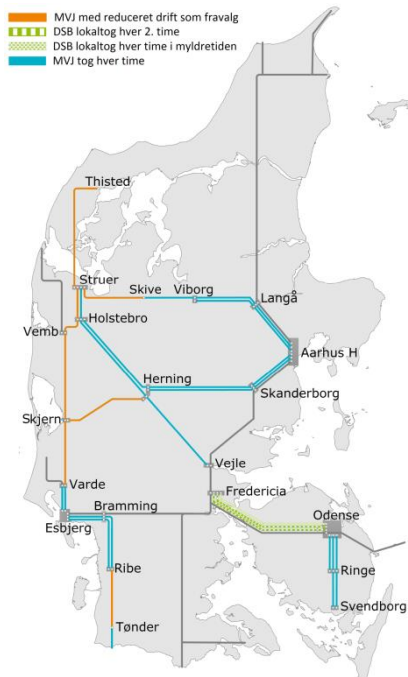 MVJ med reduceret drift som fravalg
DSB lokaltog hver 2. time
DSB lokaltog hver time i myldretiden
MVJ tog hver time
Thisted
Struer
Skive
Viborg
Langå
Holstebro
Vemb
Aarhus H
Herning
Skanderborg
Skjern
Vejle
Varde
Fredericia
Bramming
Odense
Esbjerg
Ribe
Ringe
Svendborg
Tønder